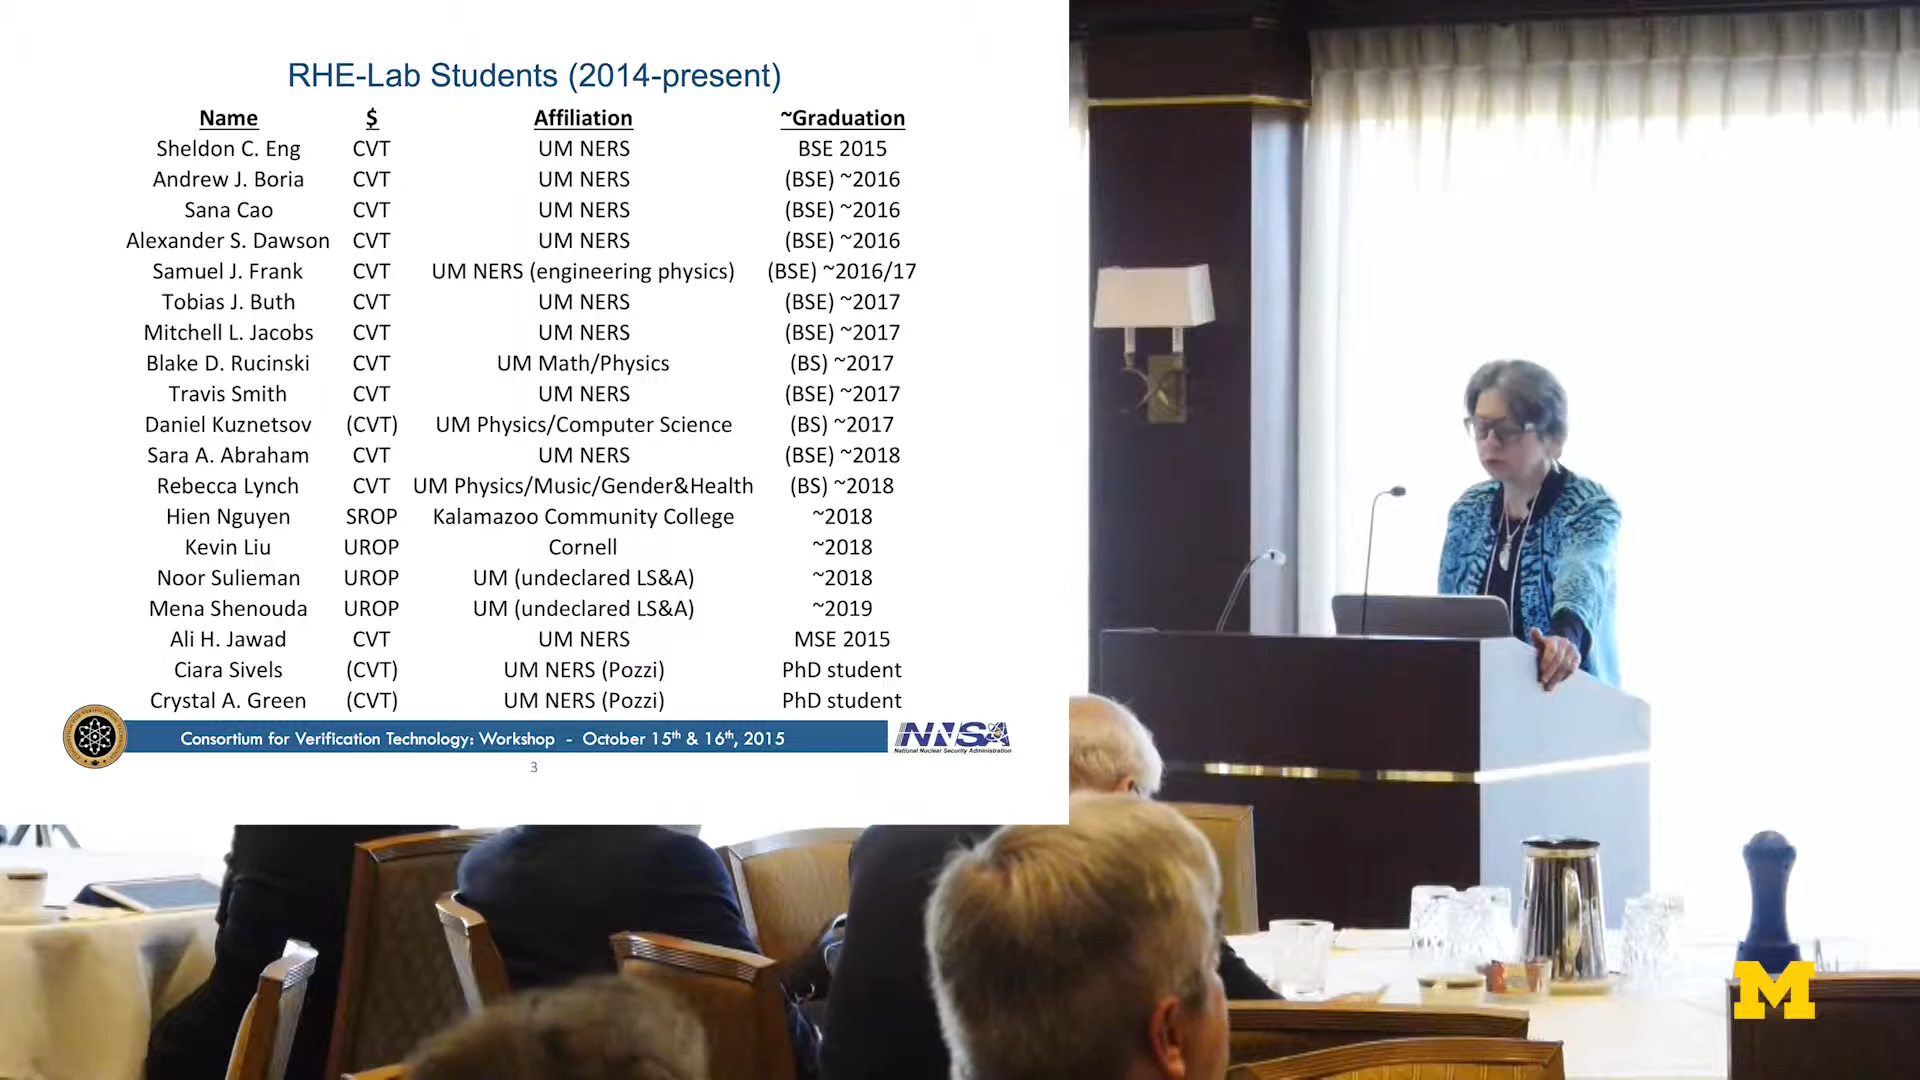 RHE-Lab Students (2014-present)
Name $ Affiliation ~Graduation
Sheldon C. Eng CVT UM NERS BSE 2015
Andrew J. Boria CVT UM NERS (BSE) ~2016
Sana Cao CVT UM NERS (BSE) ~2016
Alexander S. Dawson CVT UM NERS (BSE) ~2016
Samuel J. Frank CVT UM NERS (engineering physics) (BSE) ~2016/17
Tobias J. Buth CVT UM NERS (BSE) ~2017
Mitchell L. Jacobs CVT UM NERS (BSE) ~2017
Blake D. Rucinski CVT UM Math/Physics (BS) ~2017
Travis Smith CVT UM NERS (BSE) ~2017
Daniel Kuznetsov (CVT) UM Physics/Computer Science (BS) ~2017
Sara A. Abraham CVT UM NERS (BSE) ~2018
Rebecca Lynch CVT UM Physics/Music/Gender&Health (BS) ~2018
Hien Nguyen SROP Kalamazoo Community College ~2018
Kevin Liu UROP Cornell ~2018
Noor Sulieman UROP UM (undeclared LS&A) ~2018
Mena Shenouda UROP UM (undeclared LS&A) ~2019
Ali H. Jawad CVT UM NERS MSE 2015
Ciara Sivels (CVT) UM NERS (Pozzi) PhD student
Crystal A. Green (CVT) UM NERS (Pozzi) PhD student
Consortium for Verification Technology: Workshop - October 15th & 16th, 2015
NNSA
National Nuclear Security Administration
3
M